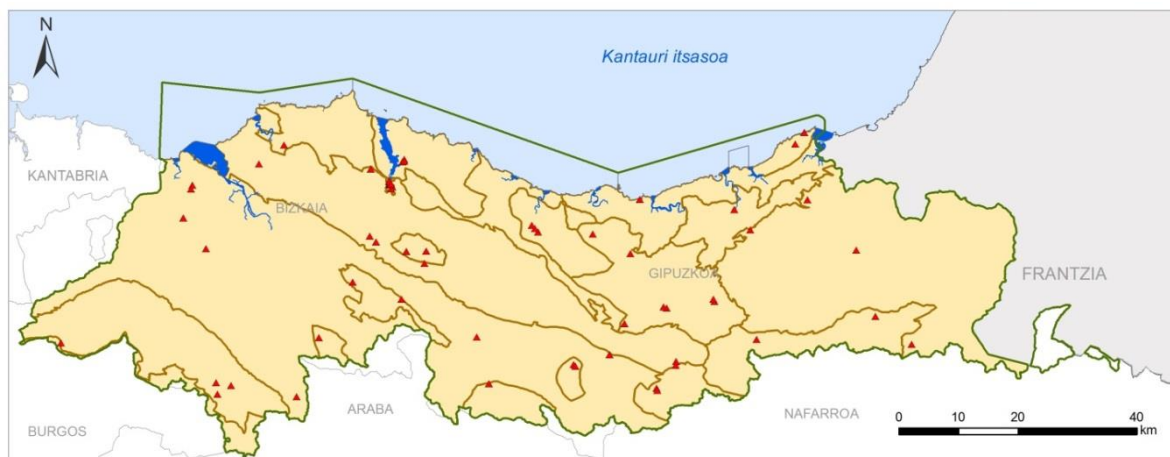 N
Kantauri itsasoa
KANTABRIA
BIZKAIA
GIPUZKOA
FRANTZIA
ARABA
NAFARROA
BURGOS
0 10 20 40
km